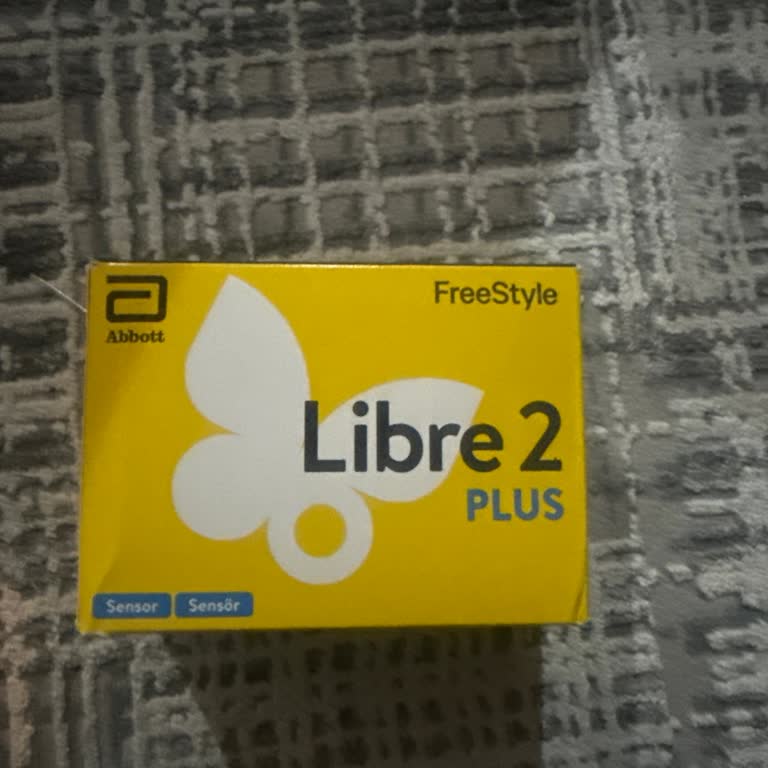 Abbott
FreeStyle
Libre 2
PLUS
Sensor Sensör